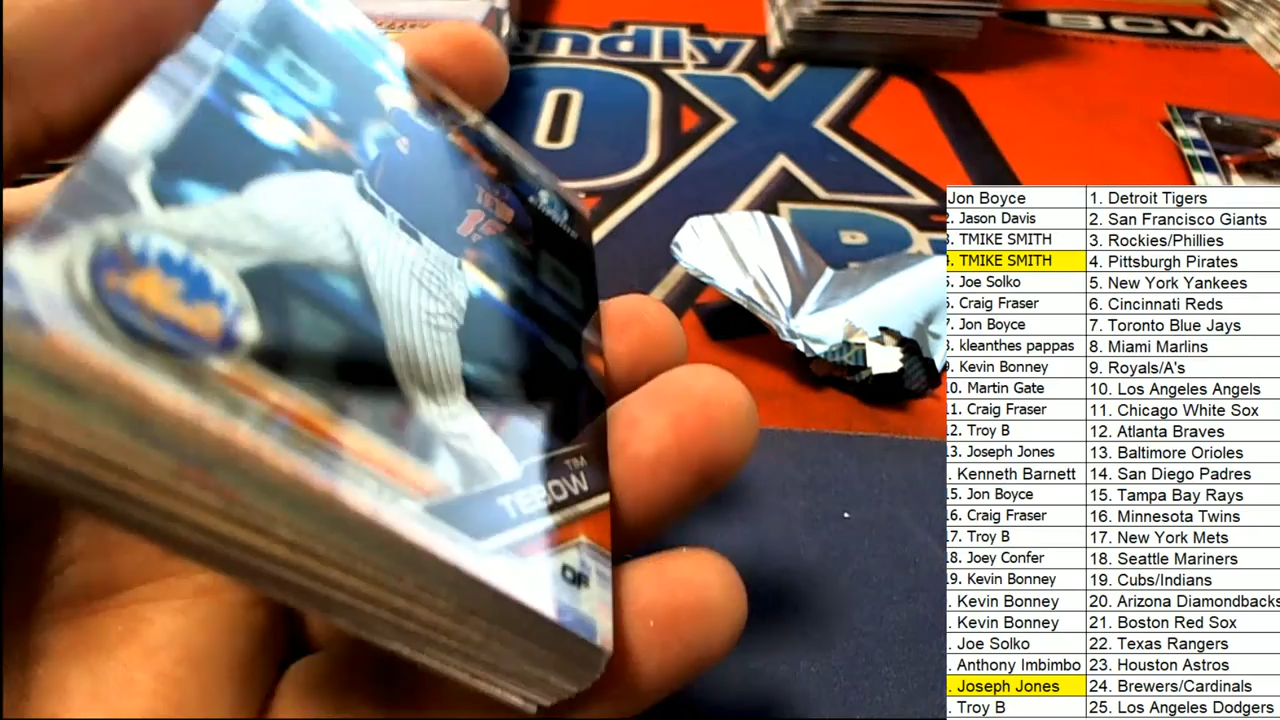 ndly
BCW
OX
TIM
TEBOW
OF
15
Jon Boyce 1. Detroit Tigers
2. Jason Davis 2. San Francisco Giants
3. TMIKE SMITH 3. Rockies/Phillies
4. TMIKE SMITH 4. Pittsburgh Pirates
5. Joe Solko 5. New York Yankees
6. Craig Fraser 6. Cincinnati Reds
7. Jon Boyce 7. Toronto Blue Jays
8. kleanthes pappas 8. Miami Marlins
9. Kevin Bonney 9. Royals/A's
10. Martin Gate 10. Los Angeles Angels
11. Craig Fraser 11. Chicago White Sox
12. Troy B 12. Atlanta Braves
13. Joseph Jones 13. Baltimore Orioles
. Kenneth Barnett 14. San Diego Padres
15. Jon Boyce 15. Tampa Bay Rays
16. Craig Fraser 16. Minnesota Twins
17. Troy B 17. New York Mets
18. Joey Confer 18. Seattle Mariners
19. Kevin Bonney 19. Cubs/Indians
. Kevin Bonney 20. Arizona Diamondbacks
. Kevin Bonney 21. Boston Red Sox
. Joe Solko 22. Texas Rangers
. Anthony Imbimbo 23. Houston Astros
. Joseph Jones 24. Brewers/Cardinals
. Troy B 25. Los Angeles Dodgers